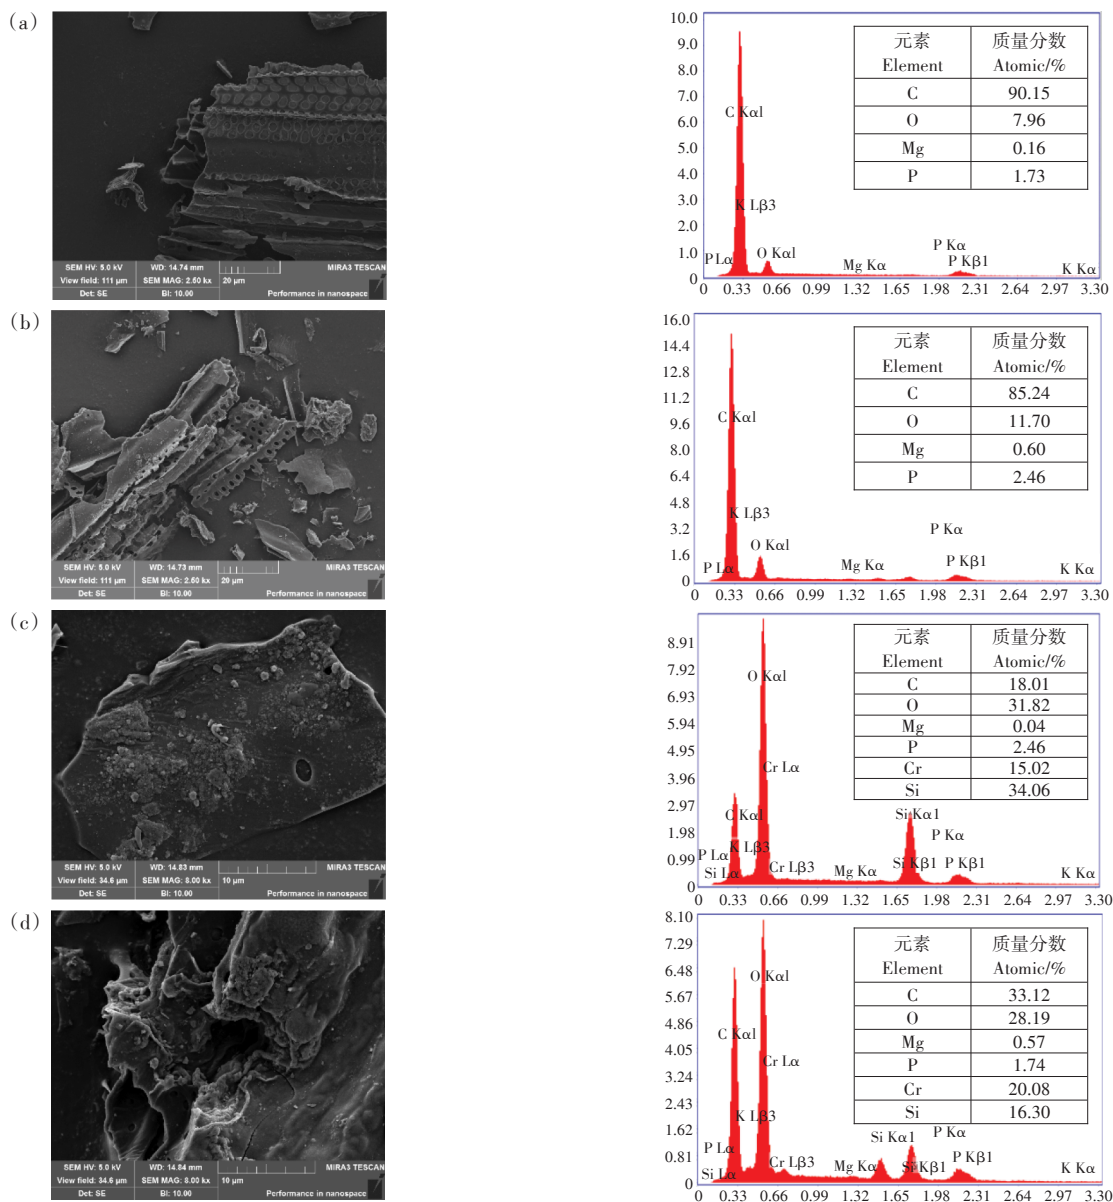 (a)
SEM HV: 5.0 kV
WD: 14.74 mm
MIRA3 TESCAN
View field: 111 μm
SEM MAG: 2.60 kx
20 μm
Det: SE
BI: 10.00
Performance in nanospace
10.0
9.0
8.0
7.0
6.0
5.0
4.0
3.0
2.0
1.0
0
C Kαl
K Lβ3
P Lα
O Kαl
Mg Kα
P Kα
P Kβ1
K Kα
0 0.33 0.66 0.99 1.32 1.65 1.98 2.31 2.64 2.97 3.30
元素 质量分数
Element Atomic/%
C 90.15
O 7.96
Mg 0.16
P 1.73
(b)
SEM HV: 5.0 kV
WD: 14.73 mm
MIRA3 TESCAN
View field: 111 μm
SEM MAG: 2.60 kx
20 μm
Det: SE
BI: 10.00
Performance in nanospace
16.0
14.4
12.8
11.2
9.6
8.0
6.4
4.8
3.2
1.6
0
C Kαl
K Lβ3
P Lα
O Kαl
Mg Kα
P Kα
P Kβ1
K Kα
0 0.33 0.66 0.99 1.32 1.65 1.98 2.31 2.64 2.97 3.30
元素 质量分数
Element Atomic/%
C 85.24
O 11.70
Mg 0.60
P 2.46
(c)
SEM HV: 5.0 kV
WD: 14.83 mm
MIRA3 TESCAN
View field: 34.6 μm
SEM MAG: 8.00 kx
10 μm
Det: SE
BI: 10.00
Performance in nanospace
8.91
7.92
6.93
5.94
4.95
3.96
2.97
1.98
0.99
0
O Kαl
Cr Lα
C Kαl
K Lβ3
P Lα
Si Lα
Cr Lβ3
Mg Kα
Si Kα1
Si Kβ1
P Kα
P Kβ1
K Kα
0 0.33 0.66 0.99 1.32 1.65 1.98 2.31 2.64 2.97 3.30
元素 质量分数
Element Atomic/%
C 18.01
O 31.82
Mg 0.04
P 2.46
Cr 15.02
Si 34.06
(d)
SEM HV: 5.0 kV
WD: 14.84 mm
MIRA3 TESCAN
View field: 34.6 μm
SEM MAG: 8.00 kx
10 μm
Det: SE
BI: 10.00
Performance in nanospace
8.10
7.29
6.48
5.67
4.86
4.05
3.24
2.43
1.62
0.81
0
O Kαl
C Kαl
Cr Lα
K Lβ3
P Lα
Si Lα
Cr Lβ3
Mg Kα
Si Kα1
Si Kβ1
P Kα
P Kβ1
K Kα
0 0.33 0.66 0.99 1.32 1.65 1.98 2.31 2.64 2.97 3.30
元素 质量分数
Element Atomic/%
C 33.12
O 28.19
Mg 0.57
P 1.74
Cr 20.08
Si 16.30